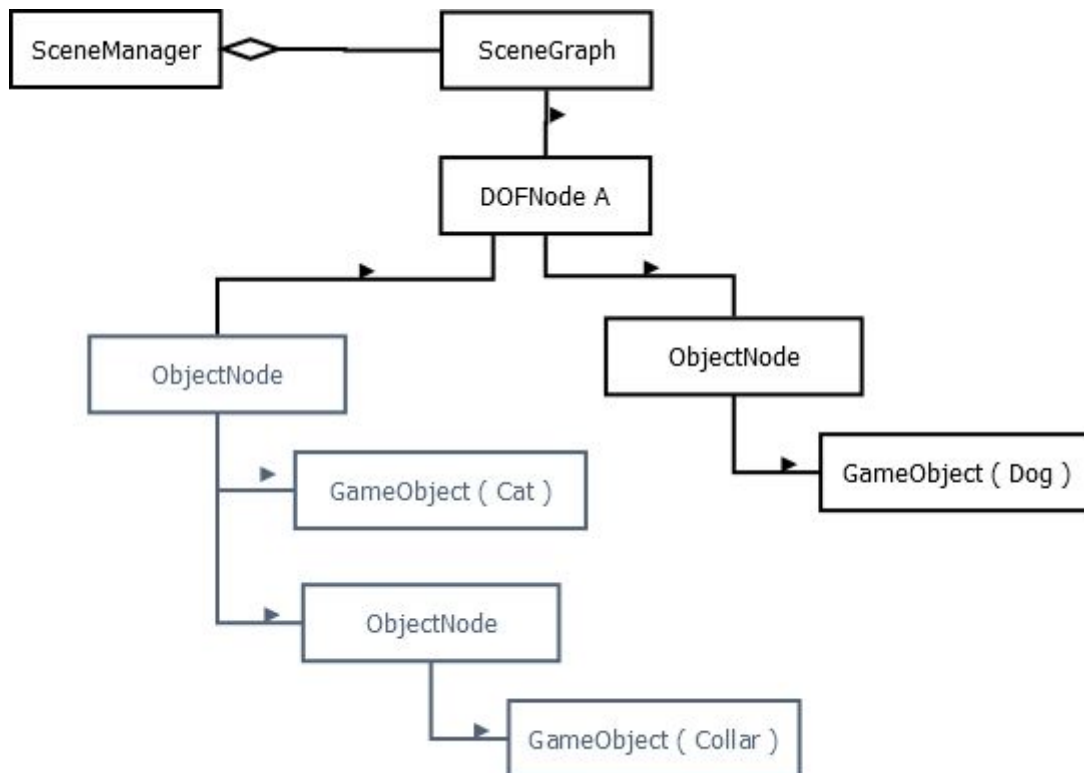 SceneManager
SceneGraph
DOFNode A
ObjectNode
ObjectNode
GameObject ( Dog )
GameObject ( Cat )
ObjectNode
GameObject ( Collar )